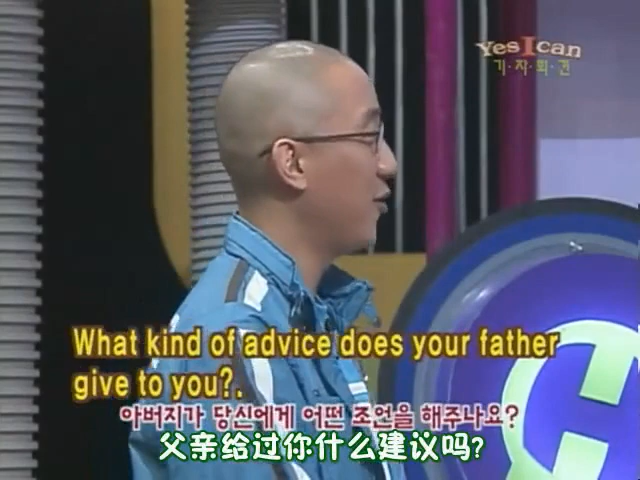 Yes I can
기·자·회·견
What kind of advice does your father
give to you?.
아버지가 당신에게 어떤 조언을 해주나요?
父亲给过你什么建议吗?